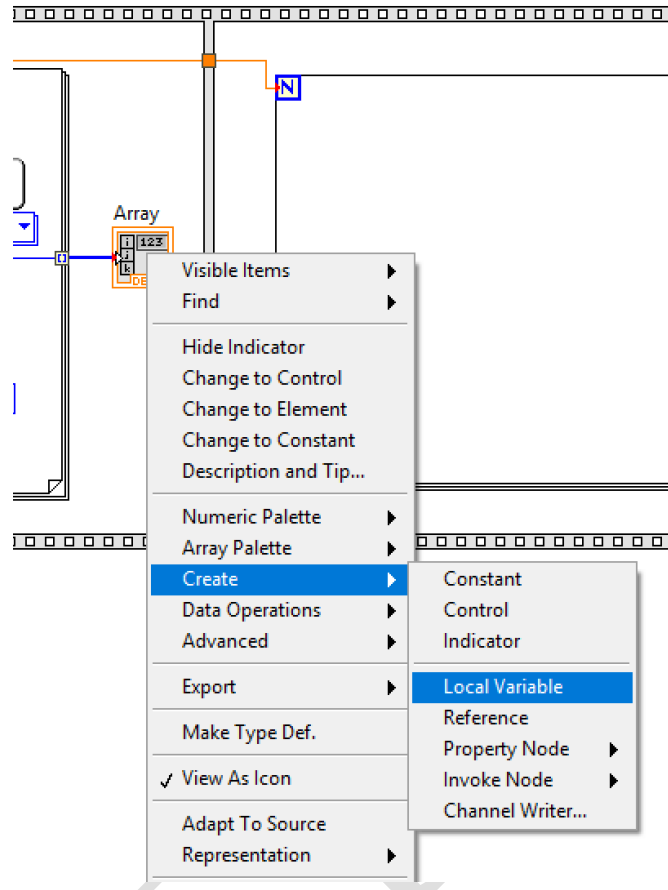 N
Array
i
123
j
k
Visible Items
Find
Hide Indicator
Change to Control
Change to Element
Change to Constant
Description and Tip...
Numeric Palette
Array Palette
Create
Constant
Data Operations
Control
Advanced
Indicator
Export
Local Variable
Reference
Make Type Def.
Property Node
View As Icon
Invoke Node
Channel Writer...
Adapt To Source
Representation